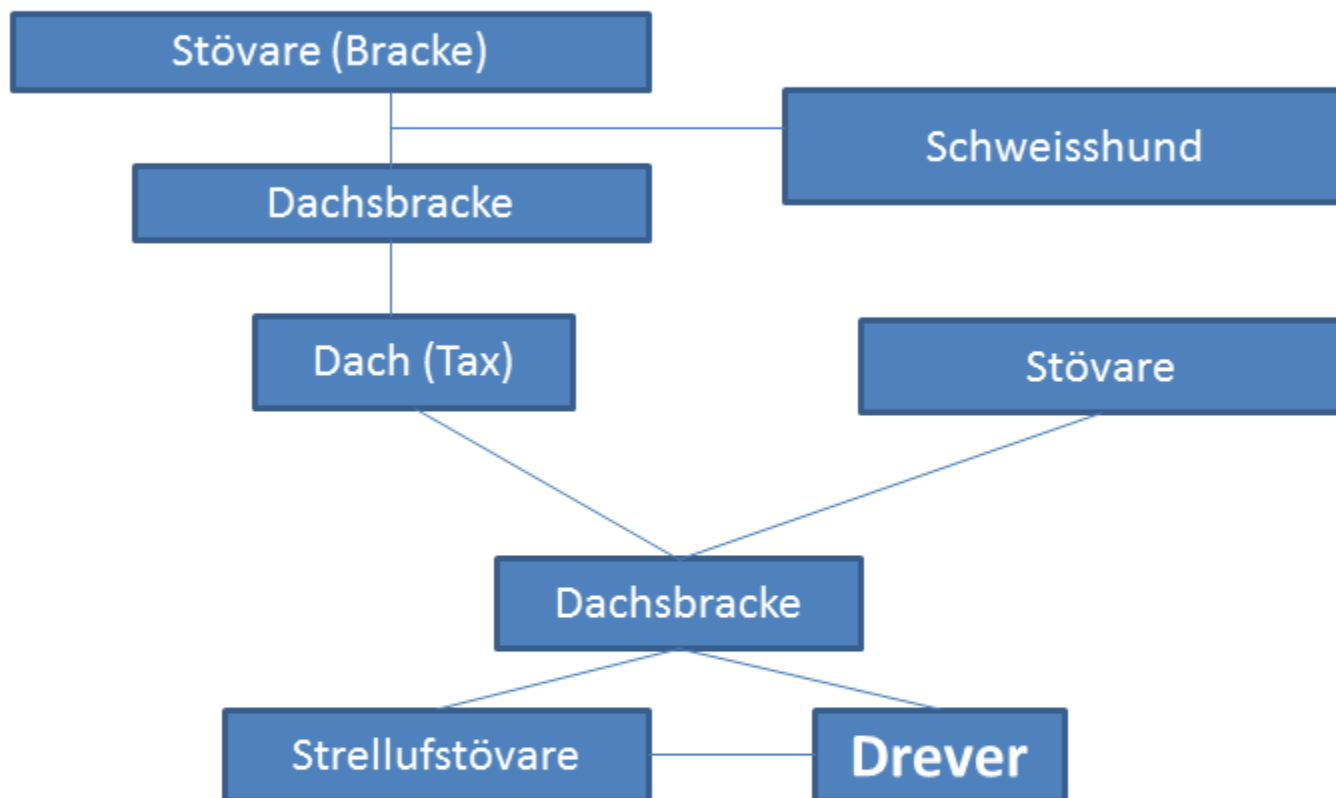 Stövare (Bracke)
Schweisshund
Dachsbracke
Dach (Tax)
Stövare
Dachsbracke
Strellufstövare
Drever